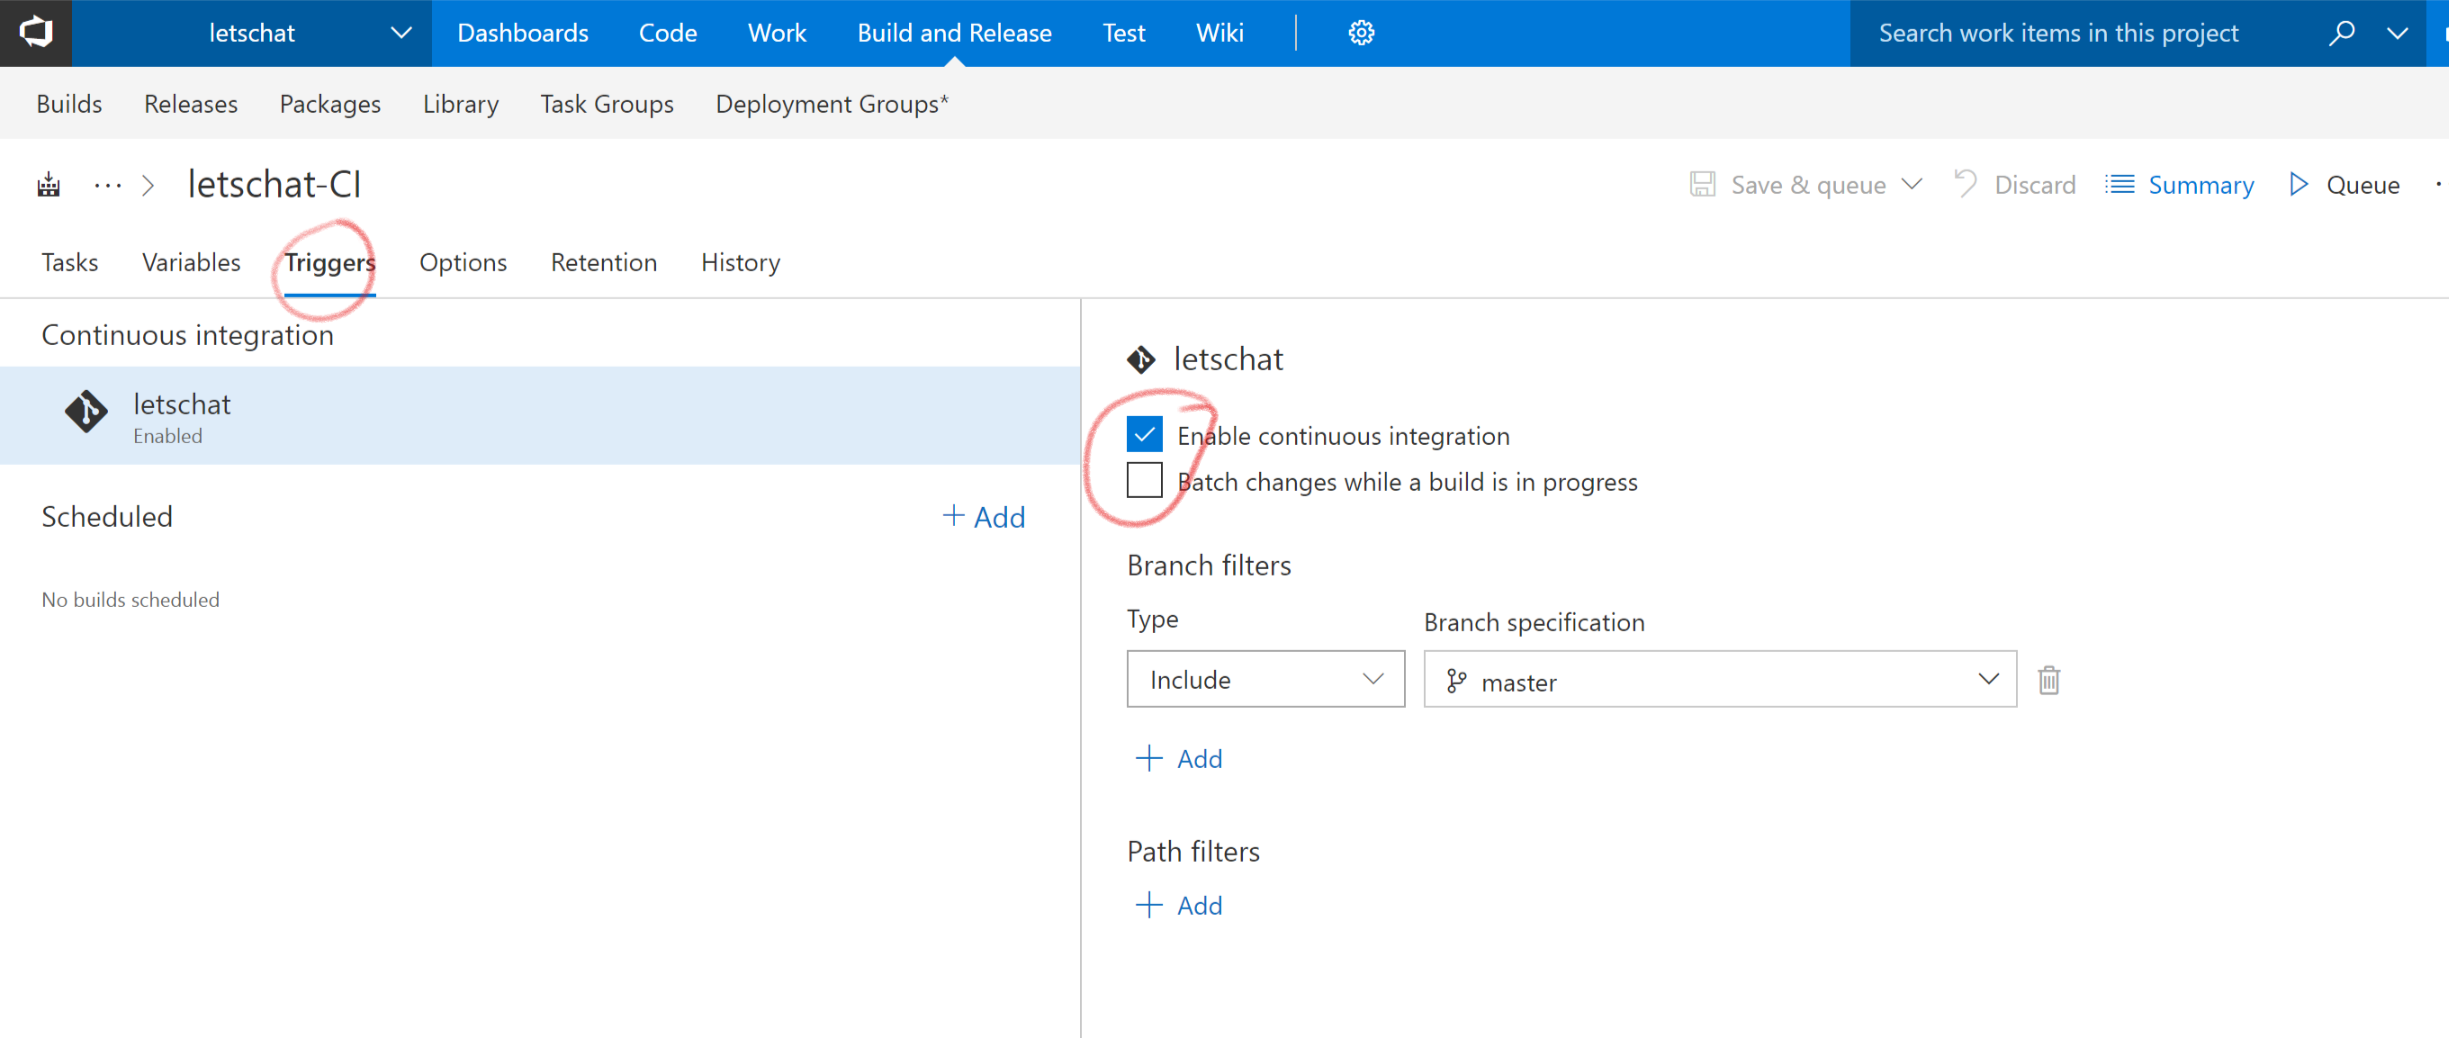 letschat Dashboards Code Work Build and Release Test Wiki Search work items in this project
Builds Releases Packages Library Task Groups Deployment Groups*
··· letschat-CI Save & queue Discard Summary Queue
Tasks Variables Triggers Options Retention History
Continuous integration
letschat
Enabled
Scheduled + Add
No builds scheduled
letschat
Enable continuous integration
Batch changes while a build is in progress
Branch filters
Type Branch specification
Include master
+ Add
Path filters
+ Add